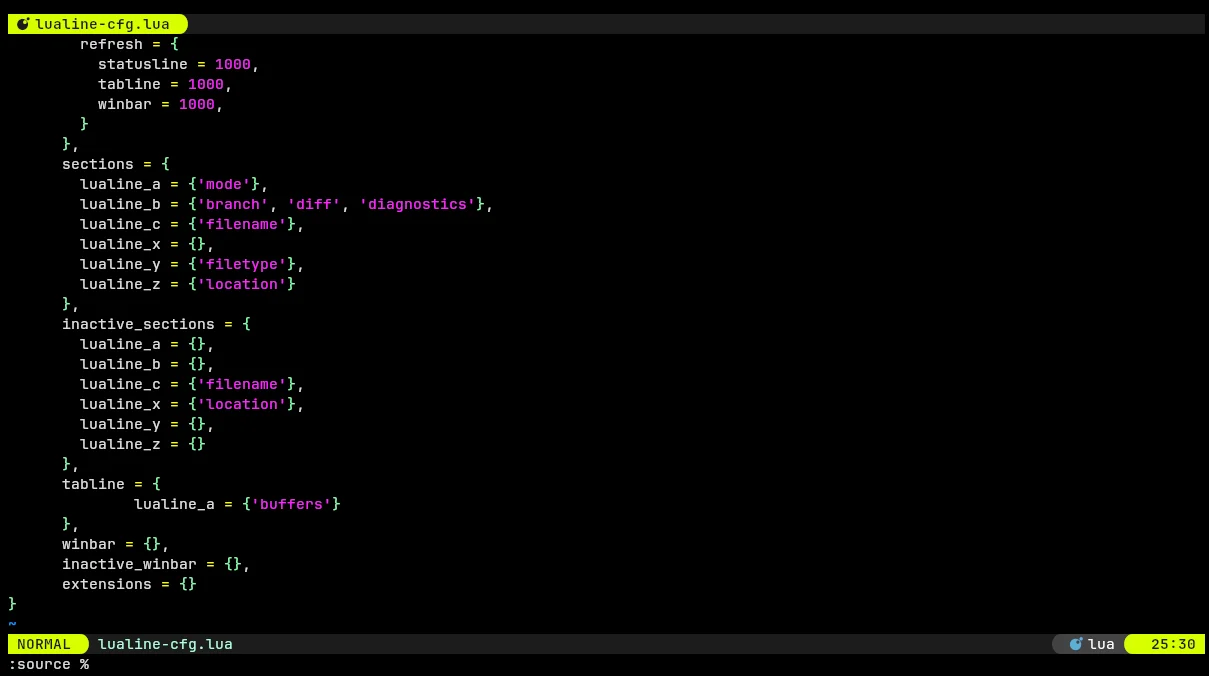 lualine-cfg.lua
refresh = {
statusline = 1000,
tabline = 1000,
winbar = 1000,
}
},
sections = {
lualine_a = {'mode'},
lualine_b = {'branch', 'diff', 'diagnostics'},
lualine_c = {'filename'},
lualine_x = {},
lualine_y = {'filetype'},
lualine_z = {'location'}
},
inactive_sections = {
lualine_a = {},
lualine_b = {},
lualine_c = {'filename'},
lualine_x = {'location'},
lualine_y = {},
lualine_z = {}
},
tabline = {
lualine_a = {'buffers'}
},
winbar = {},
inactive_winbar = {},
extensions = {}
}
~
NORMAL lualine-cfg.lua lua 25:30
:source %